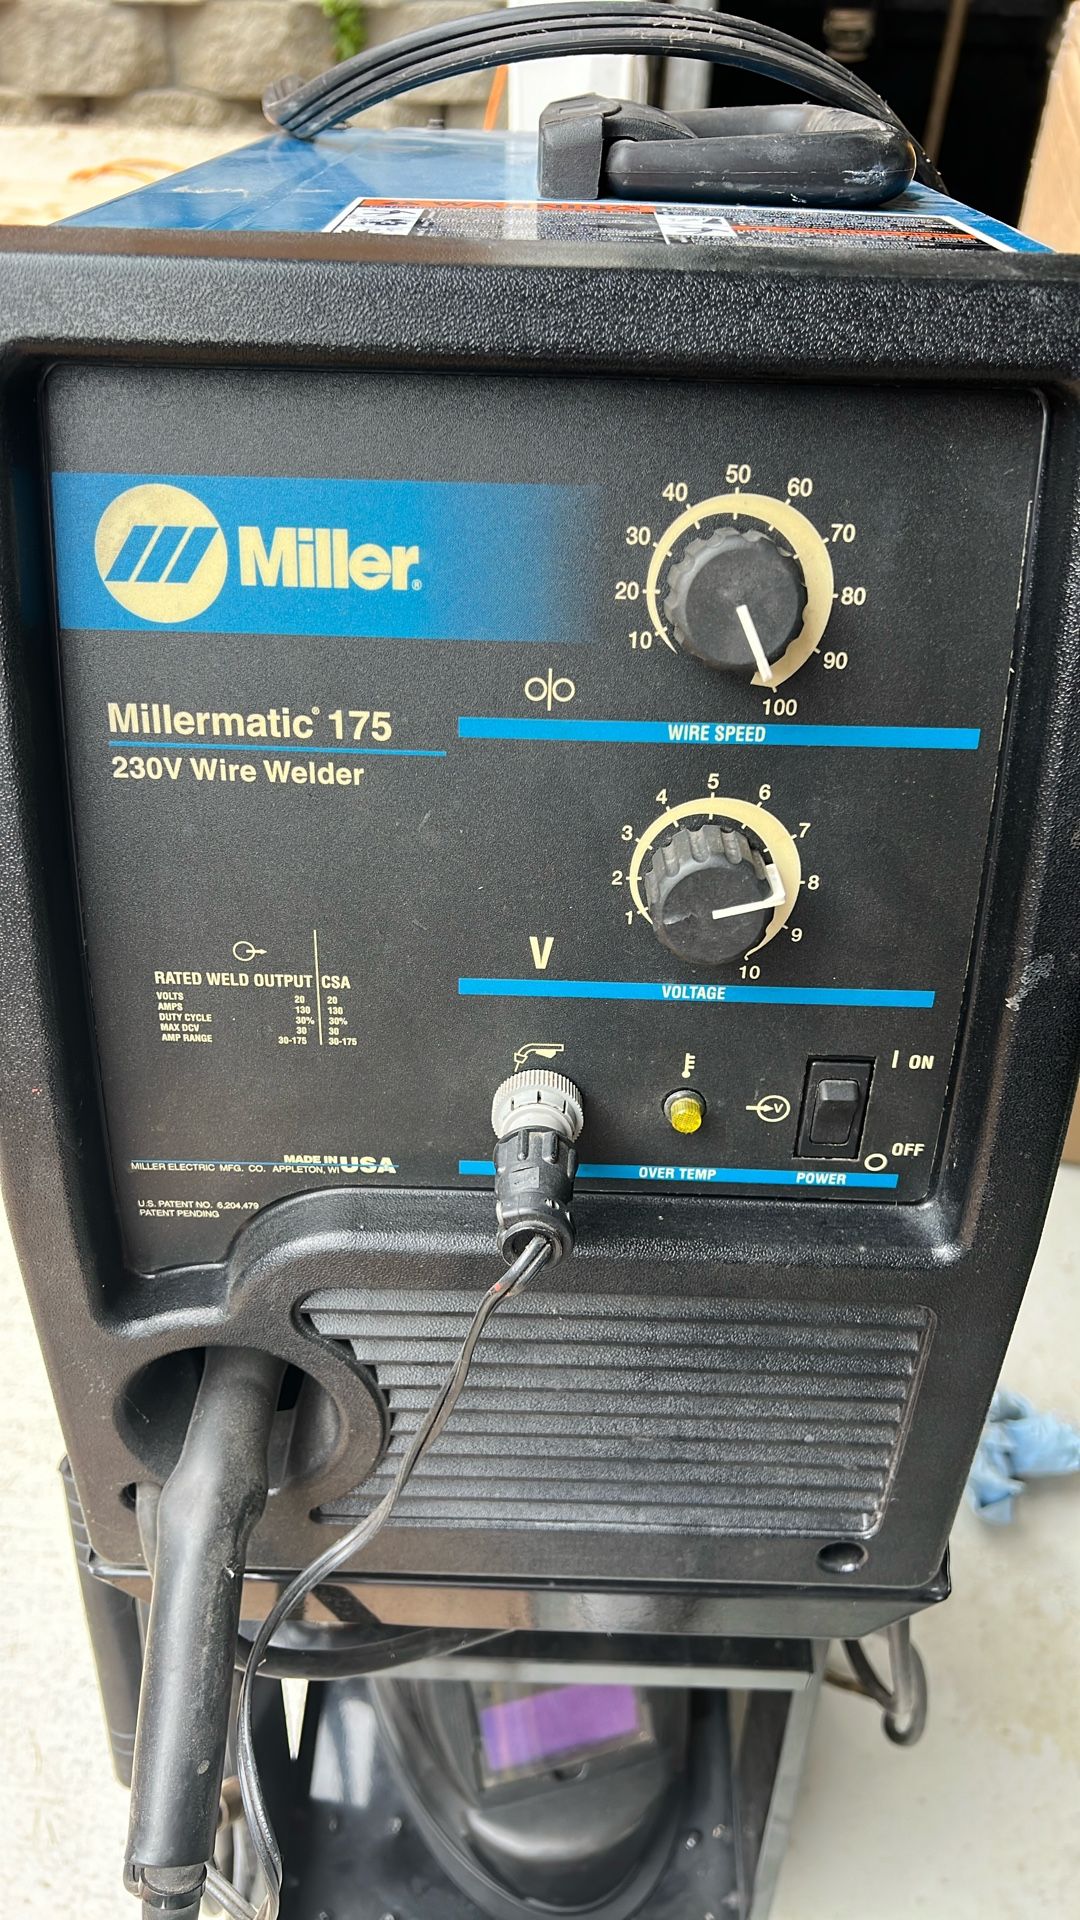 WARNING
Miller®
Millermatic® 175
230V Wire Welder
50
40
60
30
70
20
80
10
90
100
WIRE SPEED
5
4
6
3
7
2
8
1
9
10
V
VOLTAGE
RATED WELD OUTPUT CSA
VOLTS 20 20
AMPS 130 130
DUTY CYCLE 30% 30%
MAX DCV 30 30
AMP RANGE 30-175 30-175
I ON
V
OFF
OVER TEMP
POWER
MADE IN USA
MILLER ELECTRIC MFG. CO. APPLETON, WI
U.S. PATENT NO. 6,204,479
PATENT PENDING